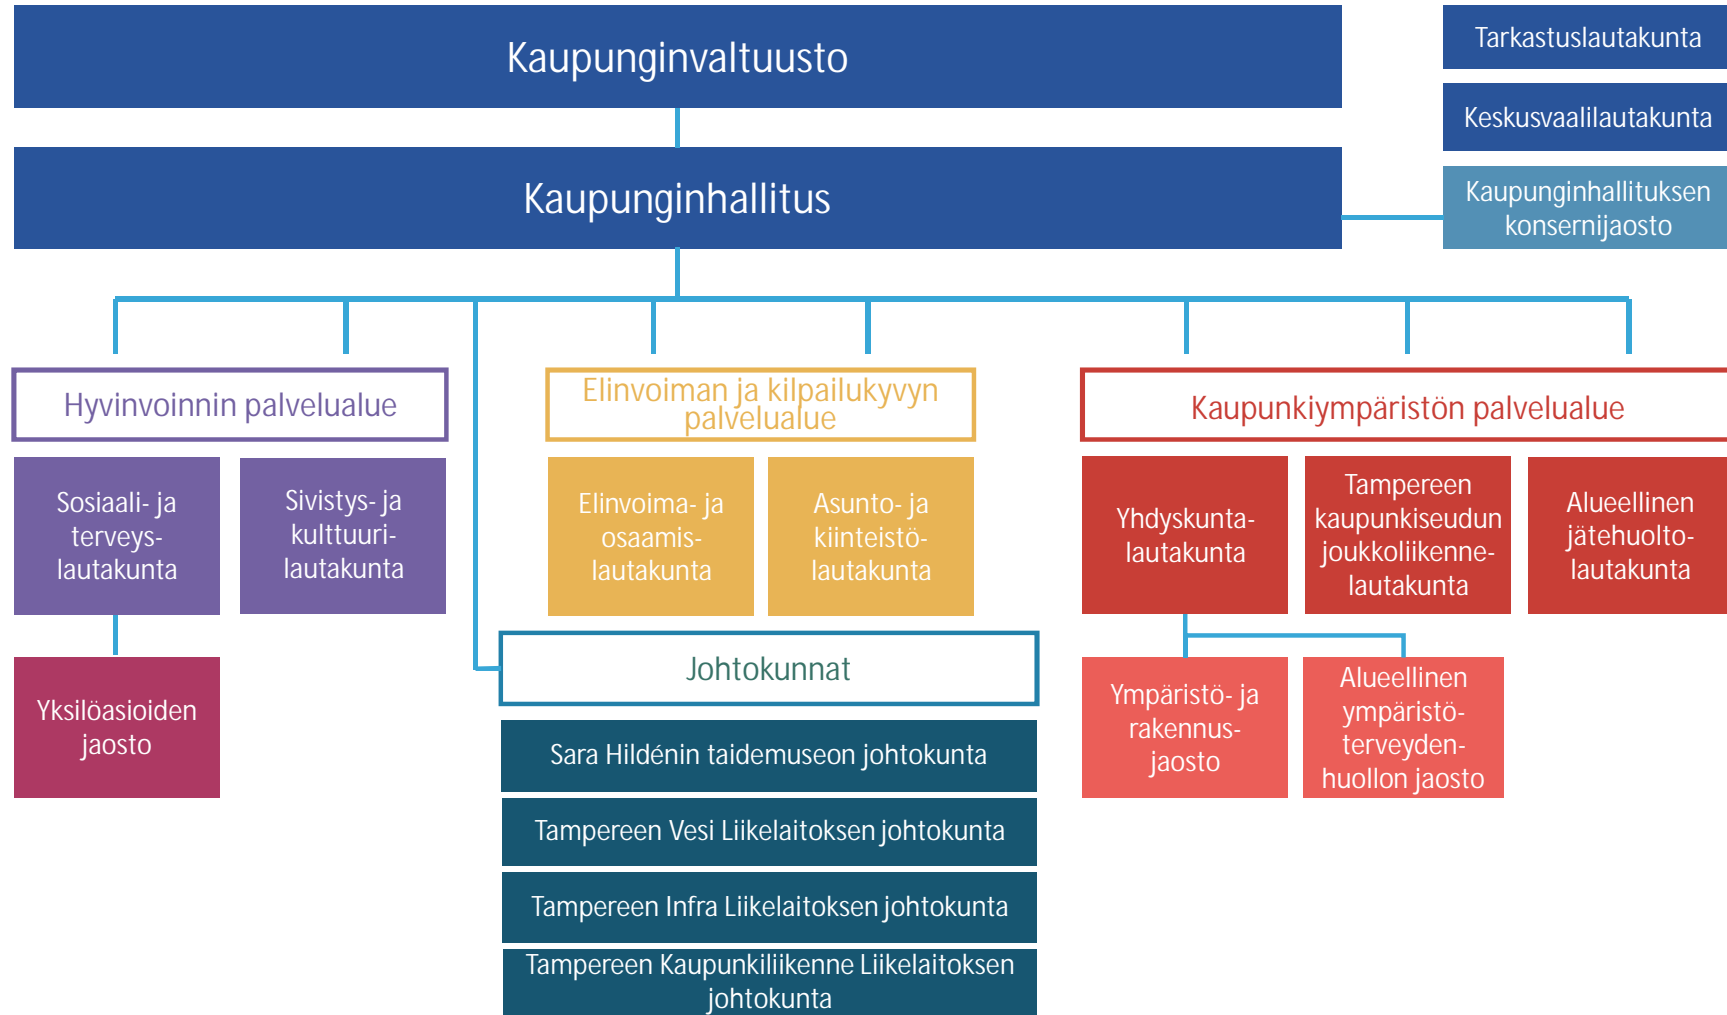 Kaupunginvaltuusto
Tarkastuslautakunta
Keskusvaalilautakunta
Kaupunginhallitus
Kaupunginhallituksen
konsernijaosto
Hyvinvoinnin palvelualue
Elinvoiman ja kilpailukyvyn
palvelualue
Kaupunkiympäristön palvelualue
Sosiaali- ja
terveys-
lautakunta
Sivistys- ja
kulttuuri-
lautakunta
Elinvoima- ja
osaamis-
lautakunta
Asunto- ja
kiinteistö-
lautakunta
Yhdyskunta-
lautakunta
Tampereen
kaupunkiseudun
joukkoliikenne-
lautakunta
Alueellinen
jätehuolto-
lautakunta
Yksilöasioiden
jaosto
Johtokunnat
Ympäristö- ja
rakennus-
jaosto
Alueellinen
ympäristö-
terveyden-
huollon jaosto
Sara Hildénin taidemuseon johtokunta
Tampereen Vesi Liikelaitoksen johtokunta
Tampereen Infra Liikelaitoksen johtokunta
Tampereen Kaupunkiliikenne Liikelaitoksen
johtokunta